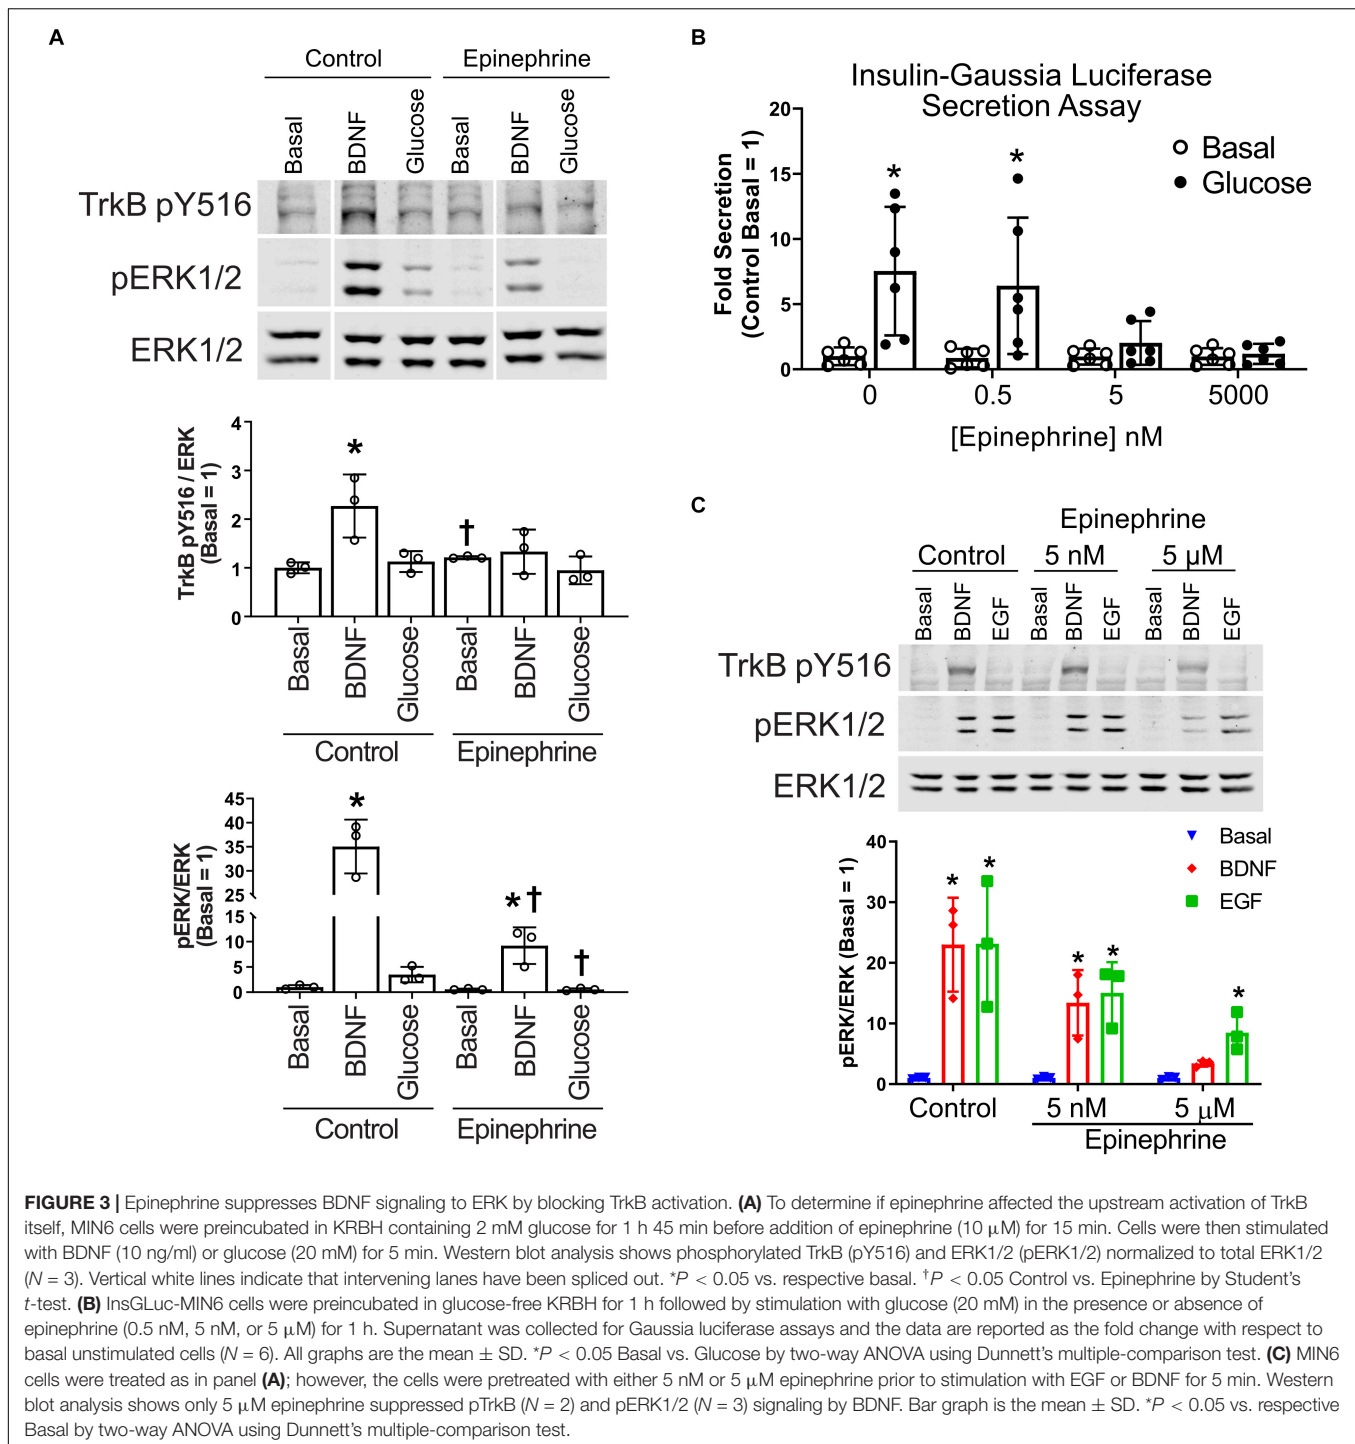 A
Control Epinephrine
Basal BDNF Glucose Basal BDNF Glucose
TrkB pY516
pERK1/2
ERK1/2
TrkB pY516 / ERK
(Basal = 1)
4
3
2
1
0
*
†
Basal BDNF Glucose Basal BDNF Glucose
Control Epinephrine
pERK/ERK
(Basal = 1)
45
40
35
30
25
15
10
5
0
*
*†
†
Basal BDNF Glucose Basal BDNF Glucose
Control Epinephrine
B
Insulin-Gaussia Luciferase
Secretion Assay
Fold Secretion
(Control Basal = 1)
20
15
10
5
0
* *
Basal
Glucose
0 0.5 5 5000
[Epinephrine] nM
C
Epinephrine
Control 5 nM 5 µM
Basal BDNF EGF Basal BDNF EGF Basal BDNF EGF
TrkB pY516
pERK1/2
ERK1/2
pERK/ERK (Basal = 1)
40
30
20
10
0
Basal
BDNF
EGF
* * * * *
Control 5 nM 5 µM
Epinephrine
FIGURE 3 | Epinephrine suppresses BDNF signaling to ERK by blocking TrkB activation. (A) To determine if epinephrine affected the upstream activation of TrkB
itself, MIN6 cells were preincubated in KRBH containing 2 mM glucose for 1 h 45 min before addition of epinephrine (10 µM) for 15 min. Cells were then stimulated
with BDNF (10 ng/ml) or glucose (20 mM) for 5 min. Western blot analysis shows phosphorylated TrkB (pY516) and ERK1/2 (pERK1/2) normalized to total ERK1/2
(N = 3). Vertical white lines indicate that intervening lanes have been spliced out. *P < 0.05 vs. respective basal. †P < 0.05 Control vs. Epinephrine by Student's
t-test. (B) InsGLuc-MIN6 cells were preincubated in glucose-free KRBH for 1 h followed by stimulation with glucose (20 mM) in the presence or absence of
epinephrine (0.5 nM, 5 nM, or 5 µM) for 1 h. Supernatant was collected for Gaussia luciferase assays and the data are reported as the fold change with respect to
basal unstimulated cells (N = 6). All graphs are the mean ± SD. *P < 0.05 Basal vs. Glucose by two-way ANOVA using Dunnett's multiple-comparison test. (C) MIN6
cells were treated as in panel (A); however, the cells were pretreated with either 5 nM or 5 µM epinephrine prior to stimulation with EGF or BDNF for 5 min. Western
blot analysis shows only 5 µM epinephrine suppressed pTrkB (N = 2) and pERK1/2 (N = 3) signaling by BDNF. Bar graph is the mean ± SD. *P < 0.05 vs. respective
Basal by two-way ANOVA using Dunnett's multiple-comparison test.